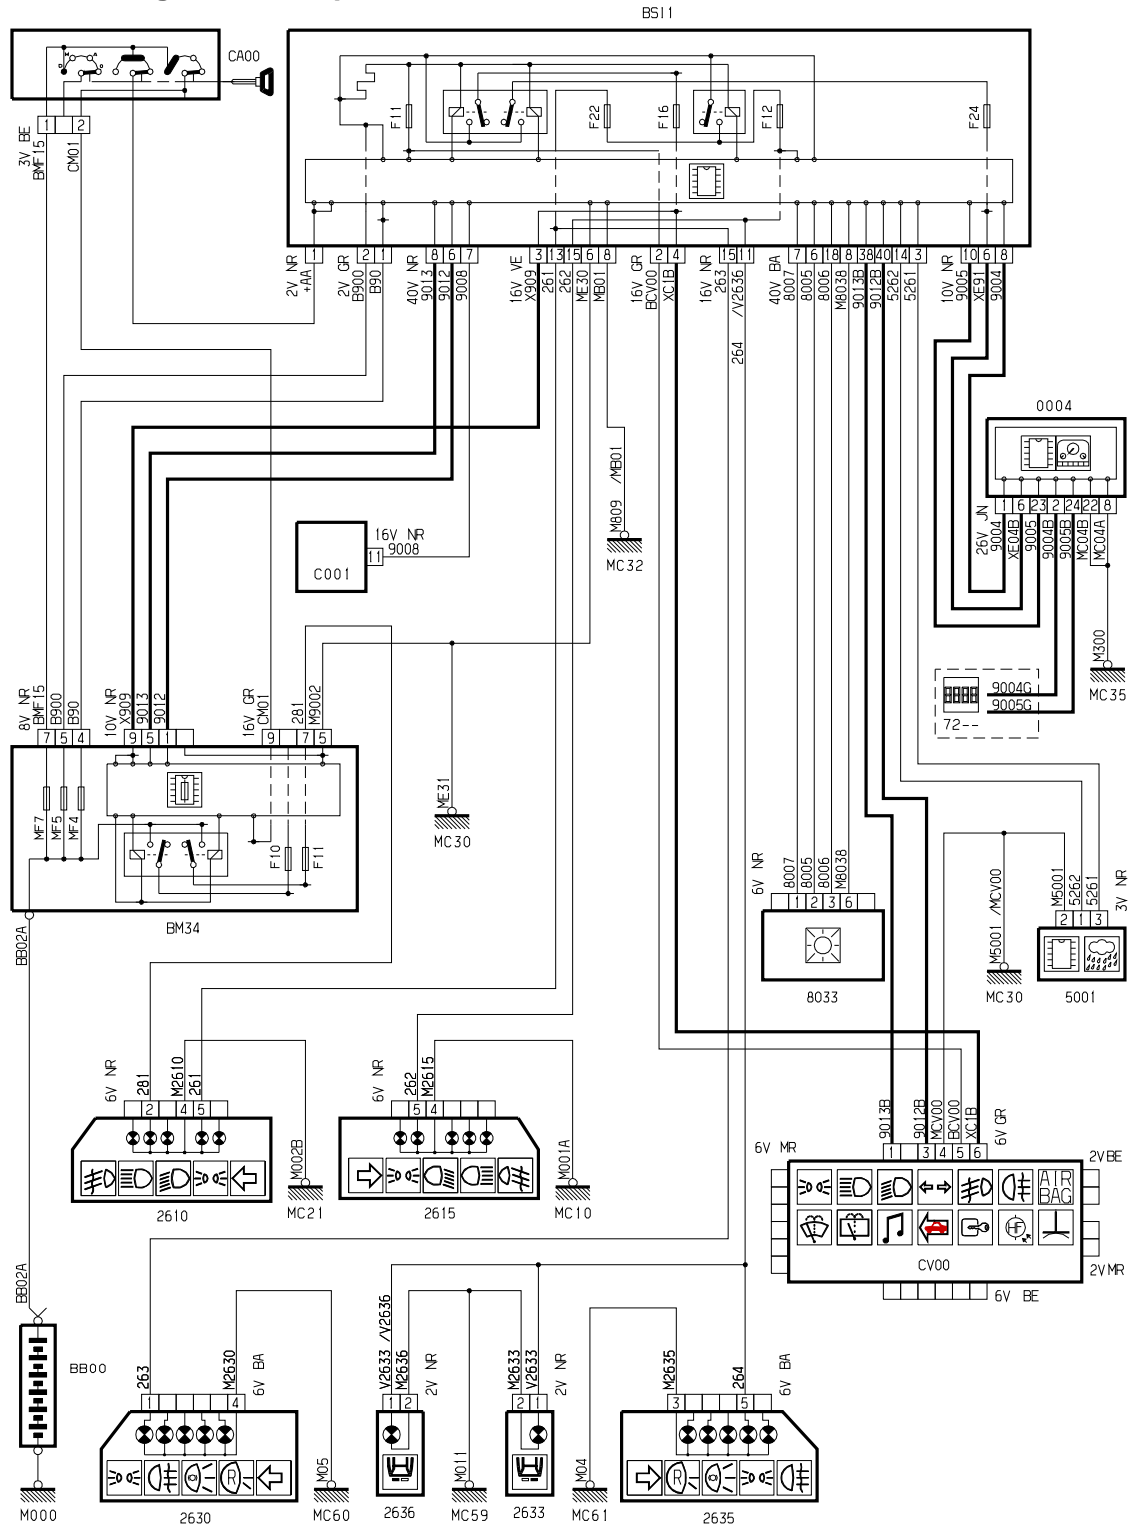 BSI1
CA00
M
A
D
D
F11
F22
F16
F12
F24
3V BE
BMF15
1
2
CM01
1
2
1
8
6
7
3
13
15
6
8
2
4
15
11
7
6
18
8
38
40
14
3
10
6
8
2V NR
+AA
2V GR
B900
B90
40V NR
9013
9012
9008
16V VE
X909
261
262
ME30
MB01
16V GR
BCV00
XC1B
16V NR
263
/V2636
264
40V BA
8007
8005
8006
M8038
9013B
9012B
5262
5261
10V NR
9005
XE91
9004
0004
1
6
23
2
24
22
8
26V JN
9004
XE04B
9005
9004B
9005B
MC04B
MC04A
M300
MC35
9004G
9005G
72--
C001
11
16V NR
9008
M809 /MB01
MC32
8V NR
BMF15
B900
B90
10V NR
X909
9013
9012
16V GR
CM01
281
M9002
7
5
4
9
5
1
9
7
5
MF7
MF5
MF4
F10
F11
BM34
BB02A
ME31
MC30
6V NR
8007
8005
8006
M8038
1
2
3
6
8033
M5001 /MCV00
MC30
M5001
5262
5261
3V NR
2
1
3
5001
6V NR
281
M2610
261
2
4
5
2610
M002B
MC21
6V NR
262
M2615
5
4
2615
M001A
MC10
9013B
9012B
MCV00
BCV00
XC1B
6V GR
1
3
4
5
6
6V MR
2V BE
AIR
BAG
HF
CV00
2V MR
6V BE
BB02A
BB00
M000
263
M2630
6V BA
1
4
R
2630
M05
MC60
V2633 /V2636
M2636
2V NR
1
2
2636
M011
MC59
M2633
V2633
2V NR
2
1
2633
M04
MC61
M2635
264
6V BA
3
5
R
2635